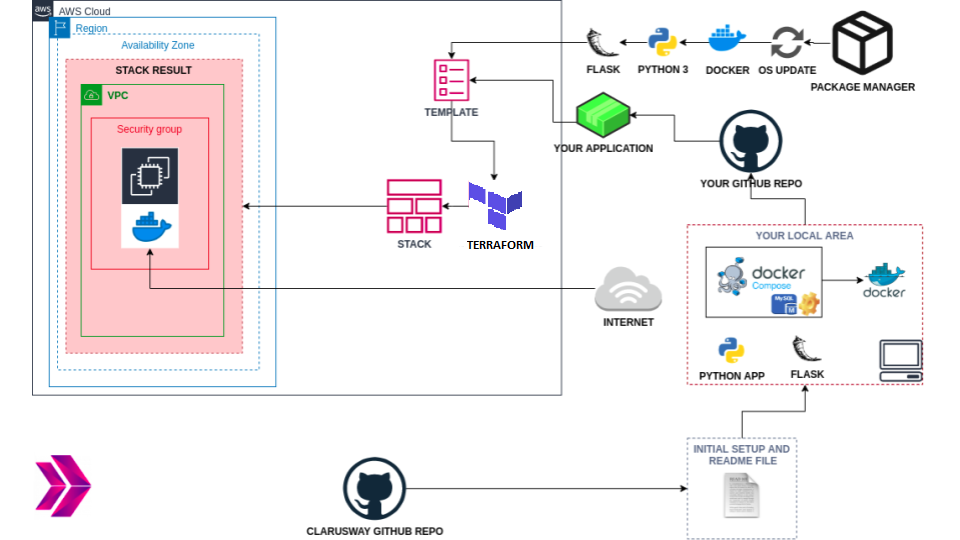 aws
AWS Cloud
Region
Availability Zone
STACK RESULT
VPC
Security group
TEMPLATE
STACK
TERRAFORM
FLASK
PYTHON 3
DOCKER
OS UPDATE
PACKAGE MANAGER
YOUR APPLICATION
YOUR GITHUB REPO
INTERNET
YOUR LOCAL AREA
docker
Compose
MySQL
M
docker
PYTHON APP
FLASK
INITIAL SETUP AND
README FILE
CLARUSWAY GITHUB REPO